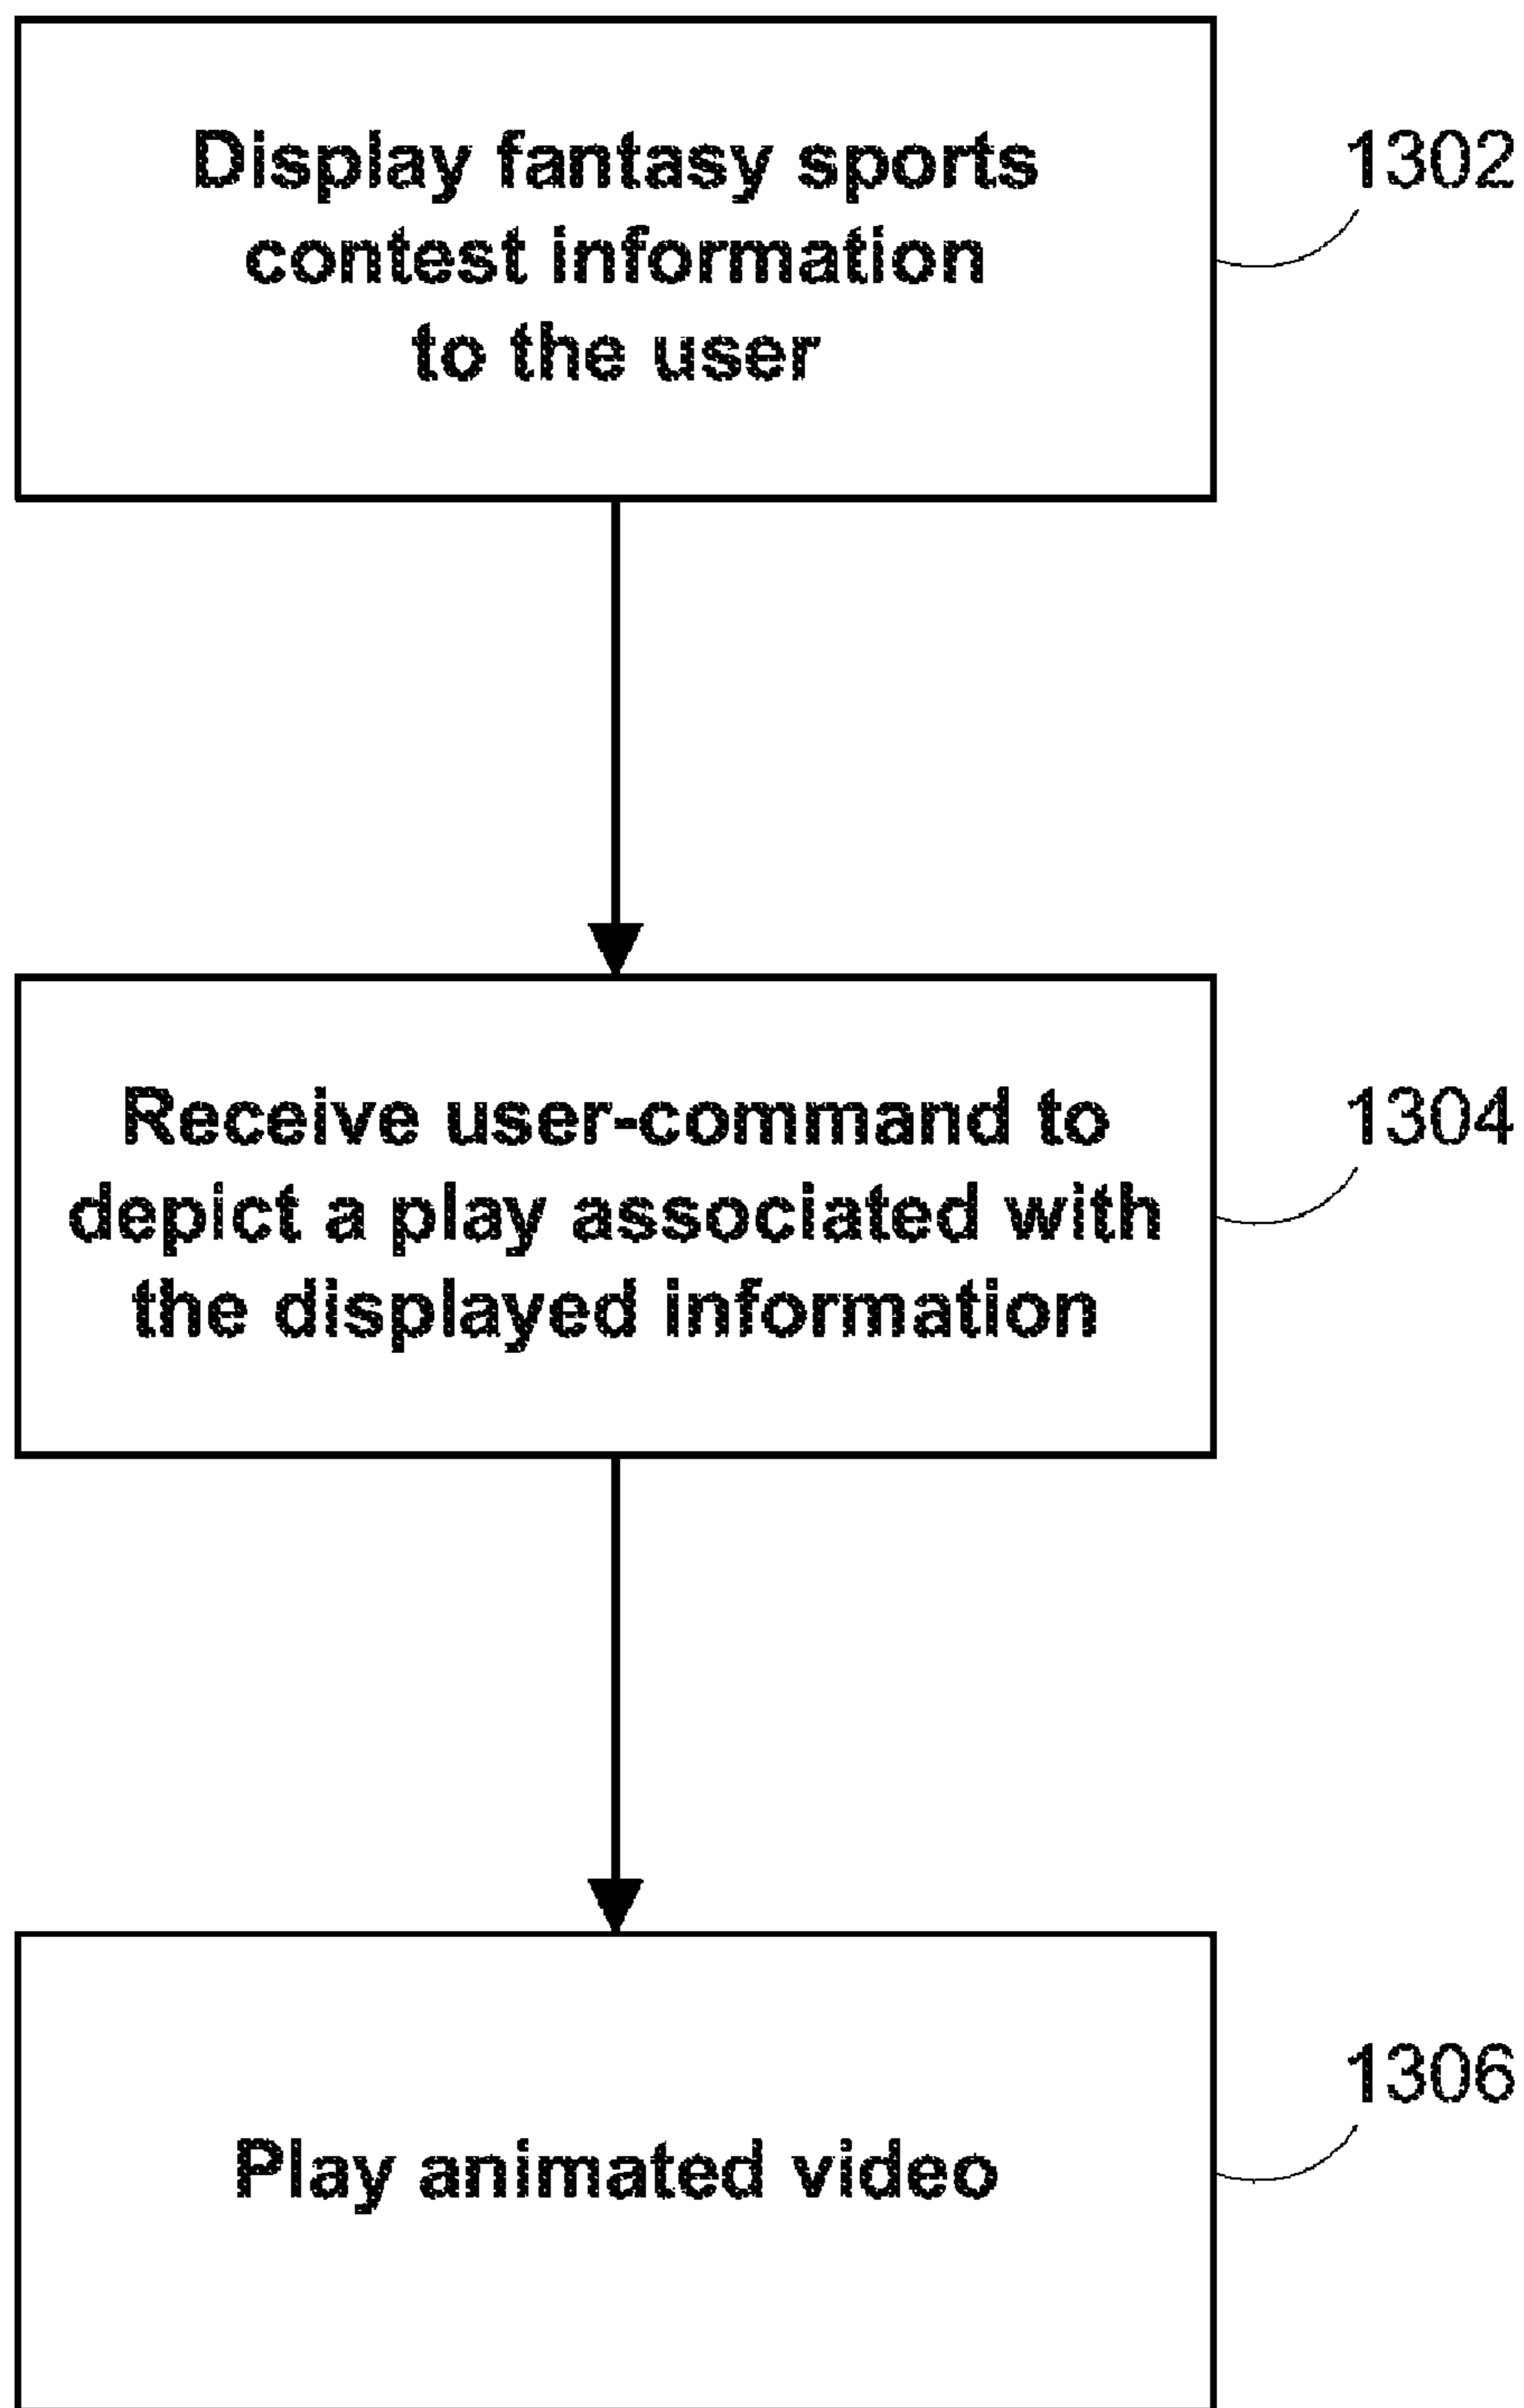 Display fantasy sports
contest information
to the user
1302
Receive user-command to
depict a play associated with
the displayed information
1304
Play animated video
1306